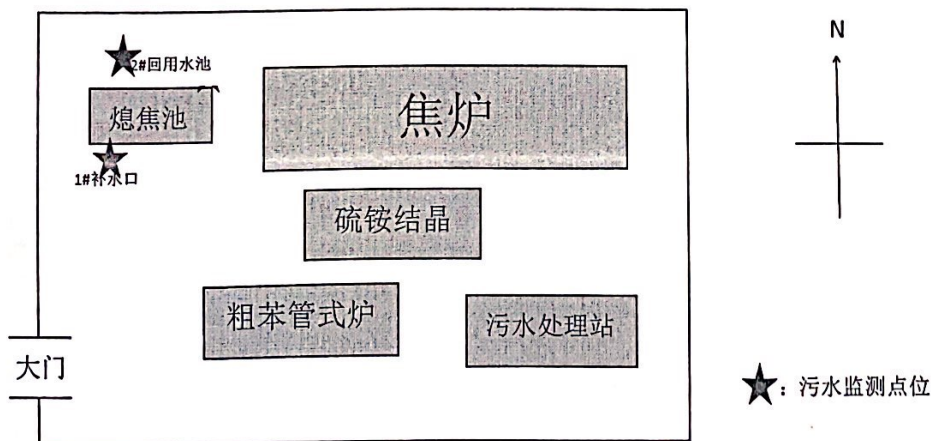 N
2#回用水池
熄焦池
焦炉
1#补水口
硫铵结晶
粗苯管式炉
污水处理站
大门
：污水监测点位